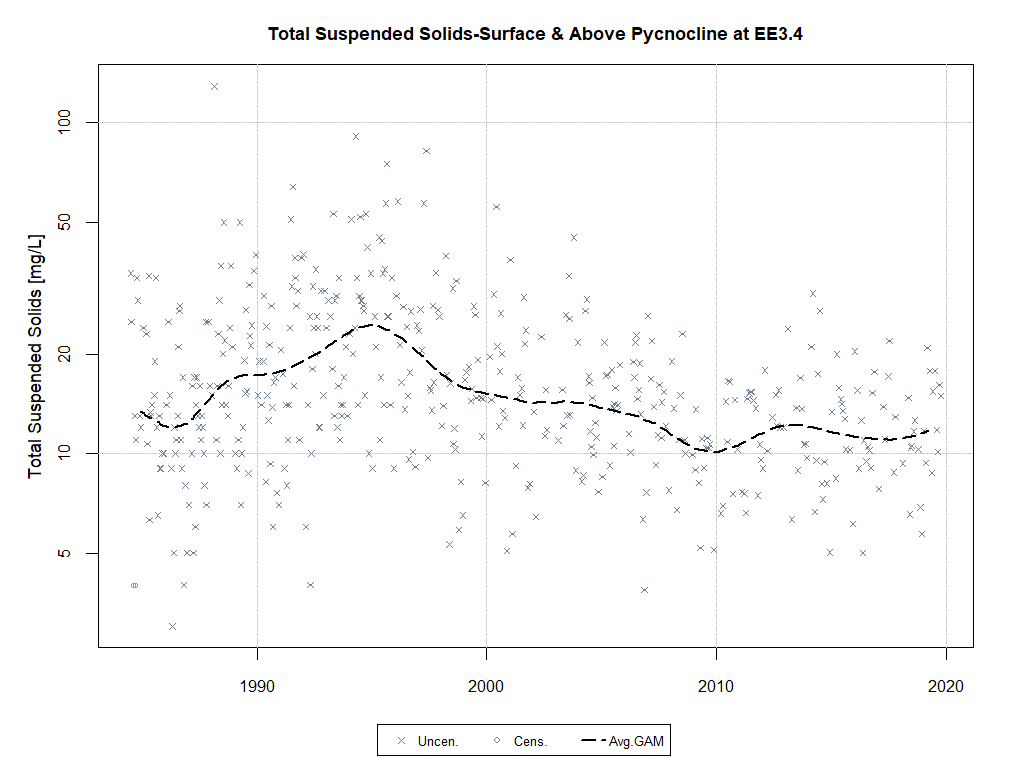 Total Suspended Solids-Surface & Above Pycnocline at EE3.4
Total Suspended Solids [mg/L]
100
50
20
10
5
1990 2000 2010 2020
Uncen. Cens. Avg.GAM